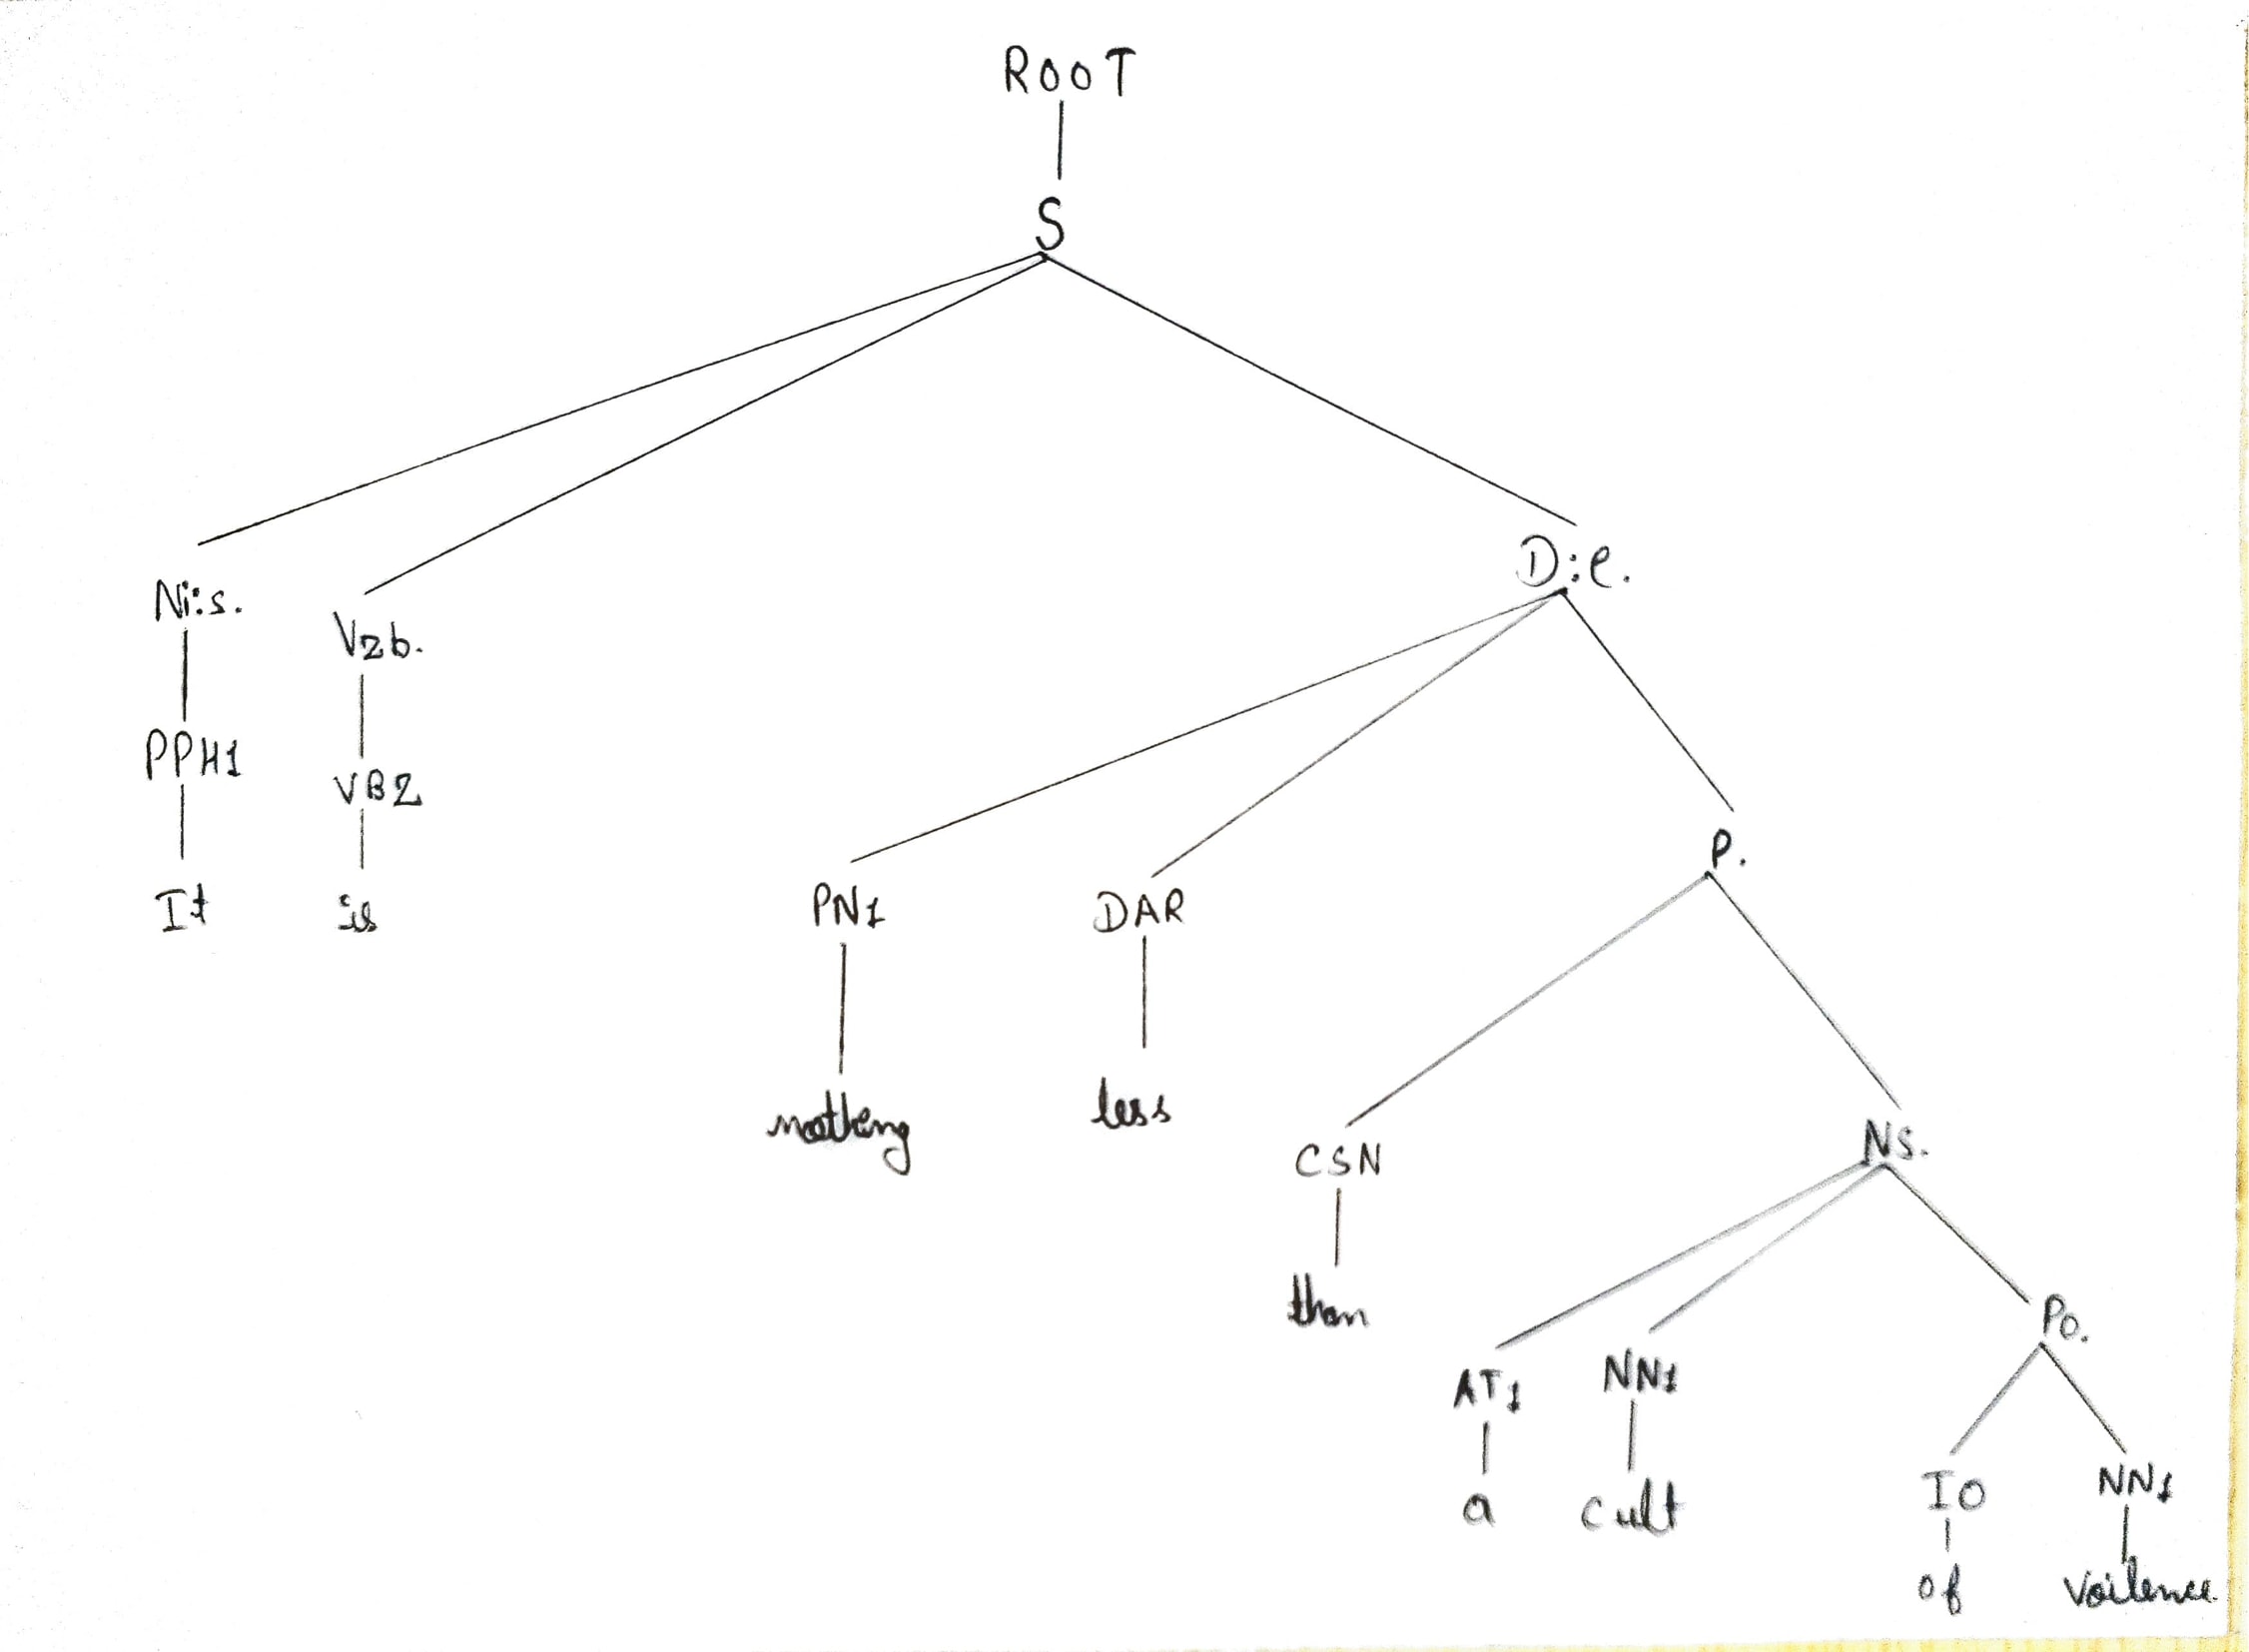 ROOT
S
Ni:s. Vzb. D:e.
PPH1 VBZ PN1 DAR P.
It is nothing less CSN Ns.
than AT1 NN1 Po.
a cult IO NN1
of Voilence